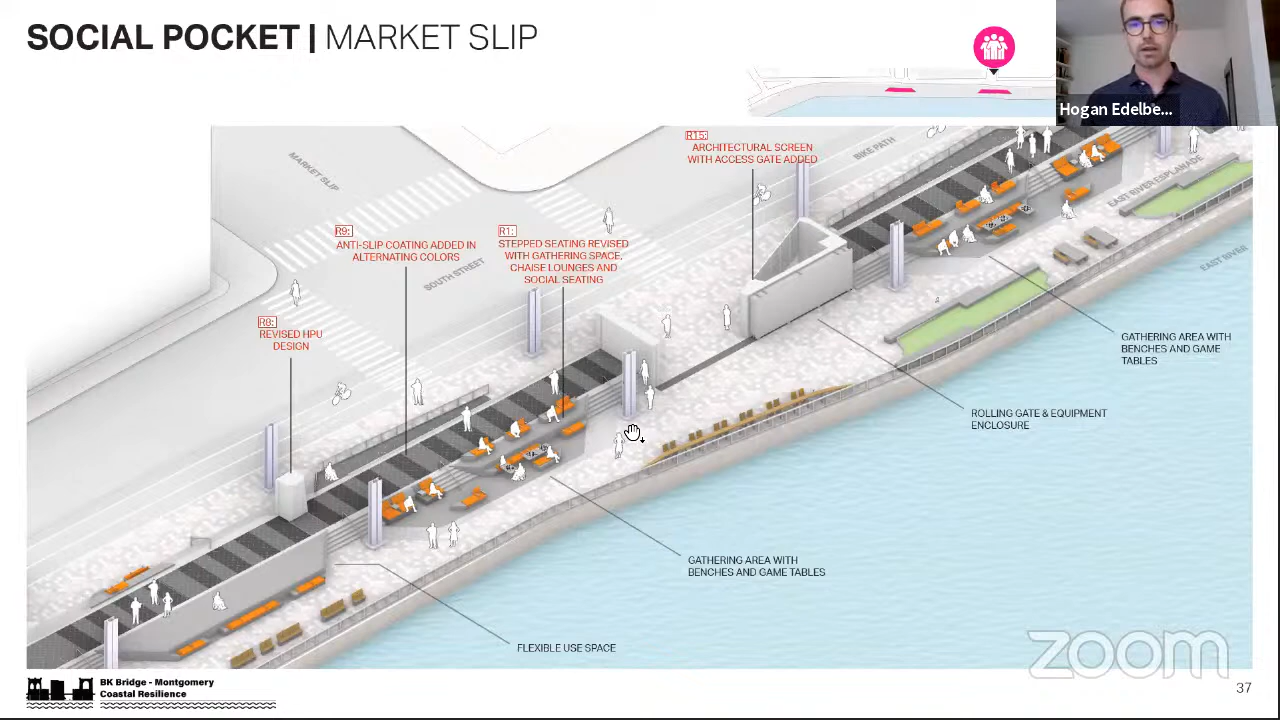 SOCIAL POCKET | MARKET SLIP
Hogan Edelbe...
R15:
ARCHITECTURAL SCREEN
WITH ACCESS GATE ADDED
BIKE PATH
MARKET SLIP
EAST RIVER ESPLANADE
R9:
ANTI-SLIP COATING ADDED IN
ALTERNATING COLORS
R1:
STEPPED SEATING REVISED
WITH GATHERING SPACE,
CHAISE LOUNGES AND
SOCIAL SEATING
SOUTH STREET
EAST RIVER
R8:
REVISED HPU
DESIGN
GATHERING AREA WITH
BENCHES AND GAME
TABLES
ROLLING GATE & EQUIPMENT
ENCLOSURE
GATHERING AREA WITH
BENCHES AND GAME TABLES
FLEXIBLE USE SPACE
zoom
BK Bridge - Montgomery
Coastal Resilience
37